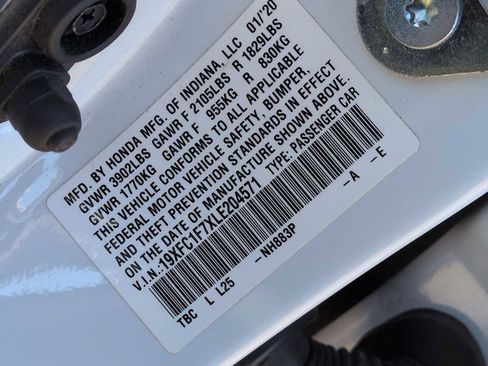 MFD. BY HONDA MFG. OF INDIANA, LLC 01/20
GVWR 3902LBS GAWR F 2105LBS R 1829LBS
GVWR 1770KG GAWR F 955KG R 830KG
THIS VEHICLE CONFORMS TO ALL APPLICABLE
FEDERAL MOTOR VEHICLE SAFETY, BUMPER,
AND THEFT PREVENTION STANDARDS IN EFFECT
ON THE DATE OF MANUFACTURE SHOWN ABOVE.
V.I.N.:19XFC1F7XLE204571 TYPE: PASSENGER CAR
TBC L L25 -NH883P -A -E